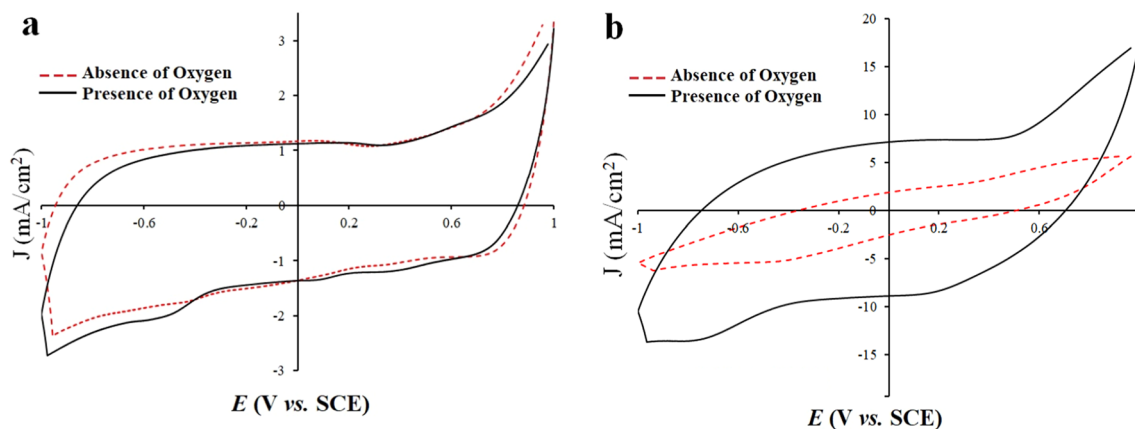 a
Absence of Oxygen
Presence of Oxygen
J (mA/cm²)
3
2
1
0
-1
-2
-3
-1
-0.6
-0.2
0.2
0.6
1
E (V vs. SCE)
b
Absence of Oxygen
Presence of Oxygen
J (mA/cm²)
20
15
10
5
0
-5
-10
-15
-1
-0.6
-0.2
0.2
0.6
E (V vs. SCE)